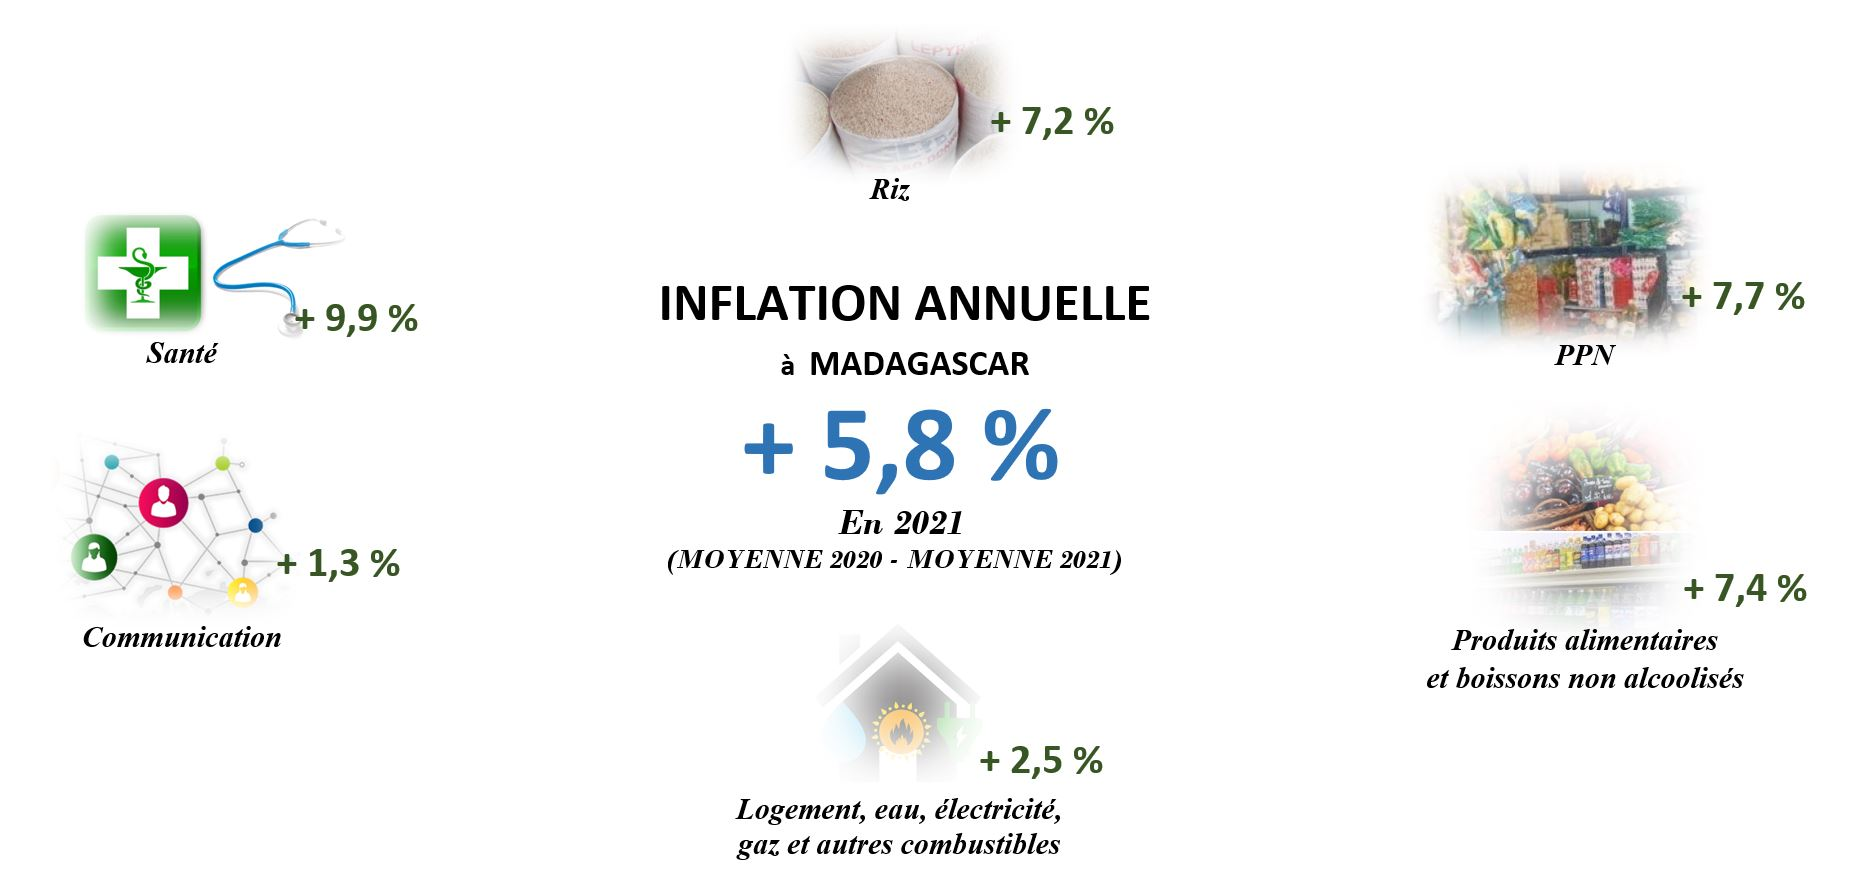 LEPYR
+ 7,2 %
Riz
+ 9,9 %
Santé
INFLATION ANNUELLE
à MADAGASCAR
+ 5,8 %
En 2021
(MOYENNE 2020 - MOYENNE 2021)
+ 7,7 %
PPN
+ 1,3 %
Communication
+ 7,4 %
Produits alimentaires
et boissons non alcoolisés
+ 2,5 %
Logement, eau, électricité,
gaz et autres combustibles